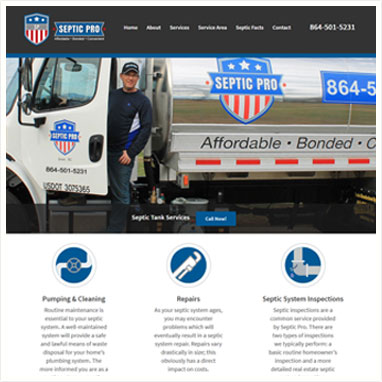 SEPTIC PRO
Affordable • Bonded • Convenient
Home About Services Service Area Septic Facts Contact
864-501-5231
SEPTIC PRO
SEPTIC PRO
864-5
Affordable • Bonded • C
864-501-5231
USDOT 3075365
Septic Tank Services
Call Now!
Pumping & Cleaning
Routine maintenance is
essential to your septic
system. A well-maintained
system will provide a safe
and lawful means of waste
disposal for your home's
plumbing system. The
more informed you are as a
Repairs
As your septic system ages,
you may encounter
problems which will
eventually result in a septic
system repair. Repairs vary
drastically in size; this
obviously has a direct
impact on costs.
Septic System Inspections
Septic inspections are a
common service provided
by Septic Pro. There are
two types of inspections
we typically perform: a
basic routine homeowner's
inspection and a more
detailed real estate septic